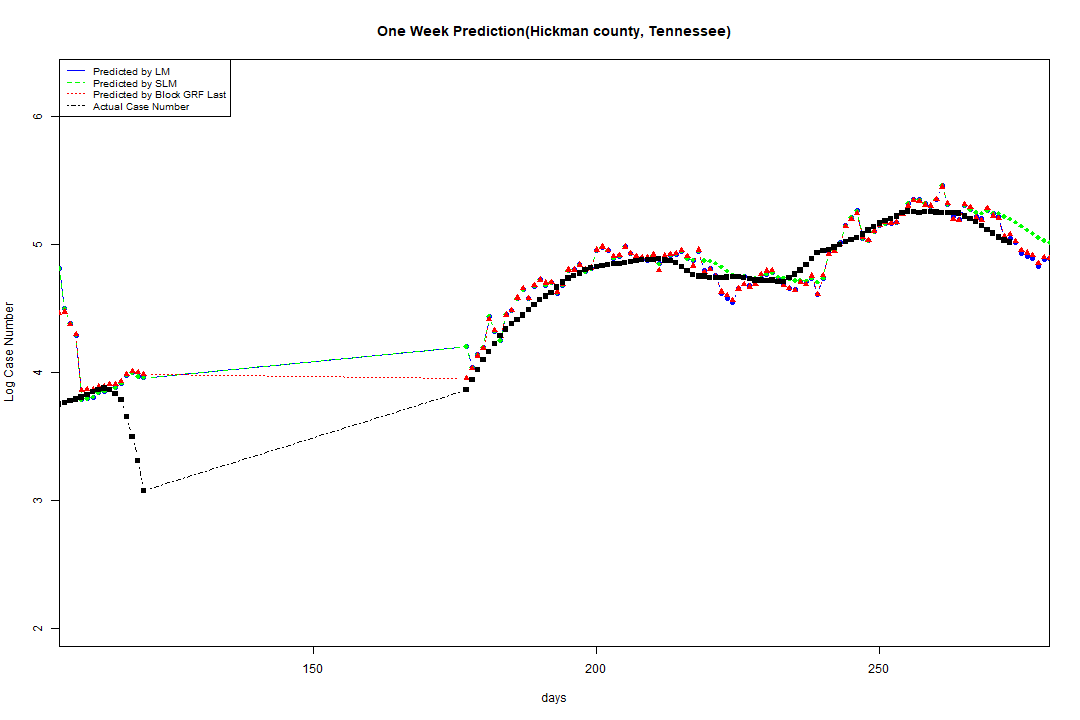 One Week Prediction(Hickman county, Tennessee)
Predicted by LM
Predicted by SLM
Predicted by Block GRF Last
Actual Case Number
6
5
4
3
2
Log Case Number
150
200
250
days